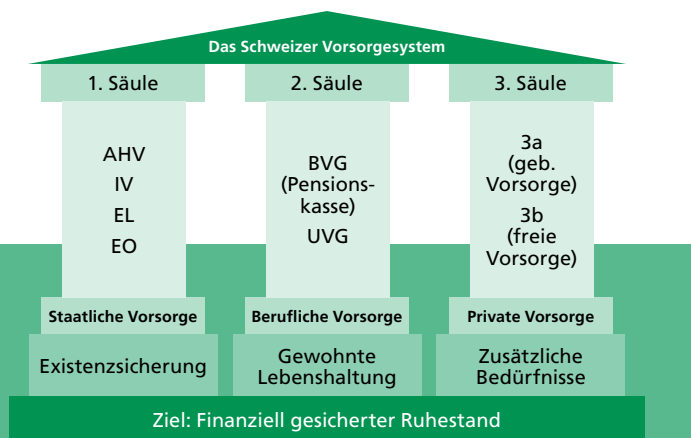 Das Schweizer Vorsorgesystem
1. Säule
AHV
IV
EL
EO
Staatliche Vorsorge
Existenzsicherung
2. Säule
BVG
(Pensions-
kasse)
UVG
Berufliche Vorsorge
Gewohnte
Lebenshaltung
3. Säule
3a
(geb.
Vorsorge)
3b
(freie
Vorsorge)
Private Vorsorge
Zusätzliche
Bedürfnisse
Ziel: Finanziell gesicherter Ruhestand